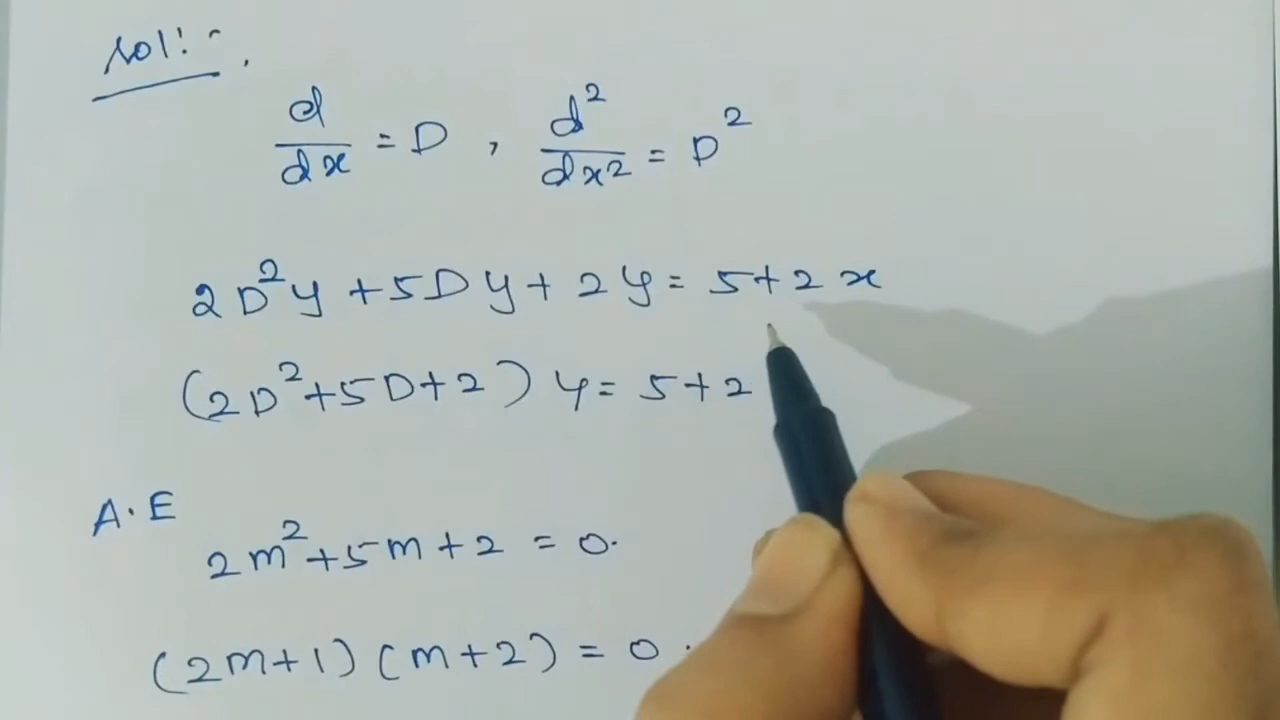 Sol:-
d/dx = D , d²/dx² = D²
2D²y + 5Dy + 2y = 5 + 2x
(2D² + 5D + 2) y = 5 + 2
A.E
2m² + 5m + 2 = 0.
(2m + 1) (m + 2) = 0.